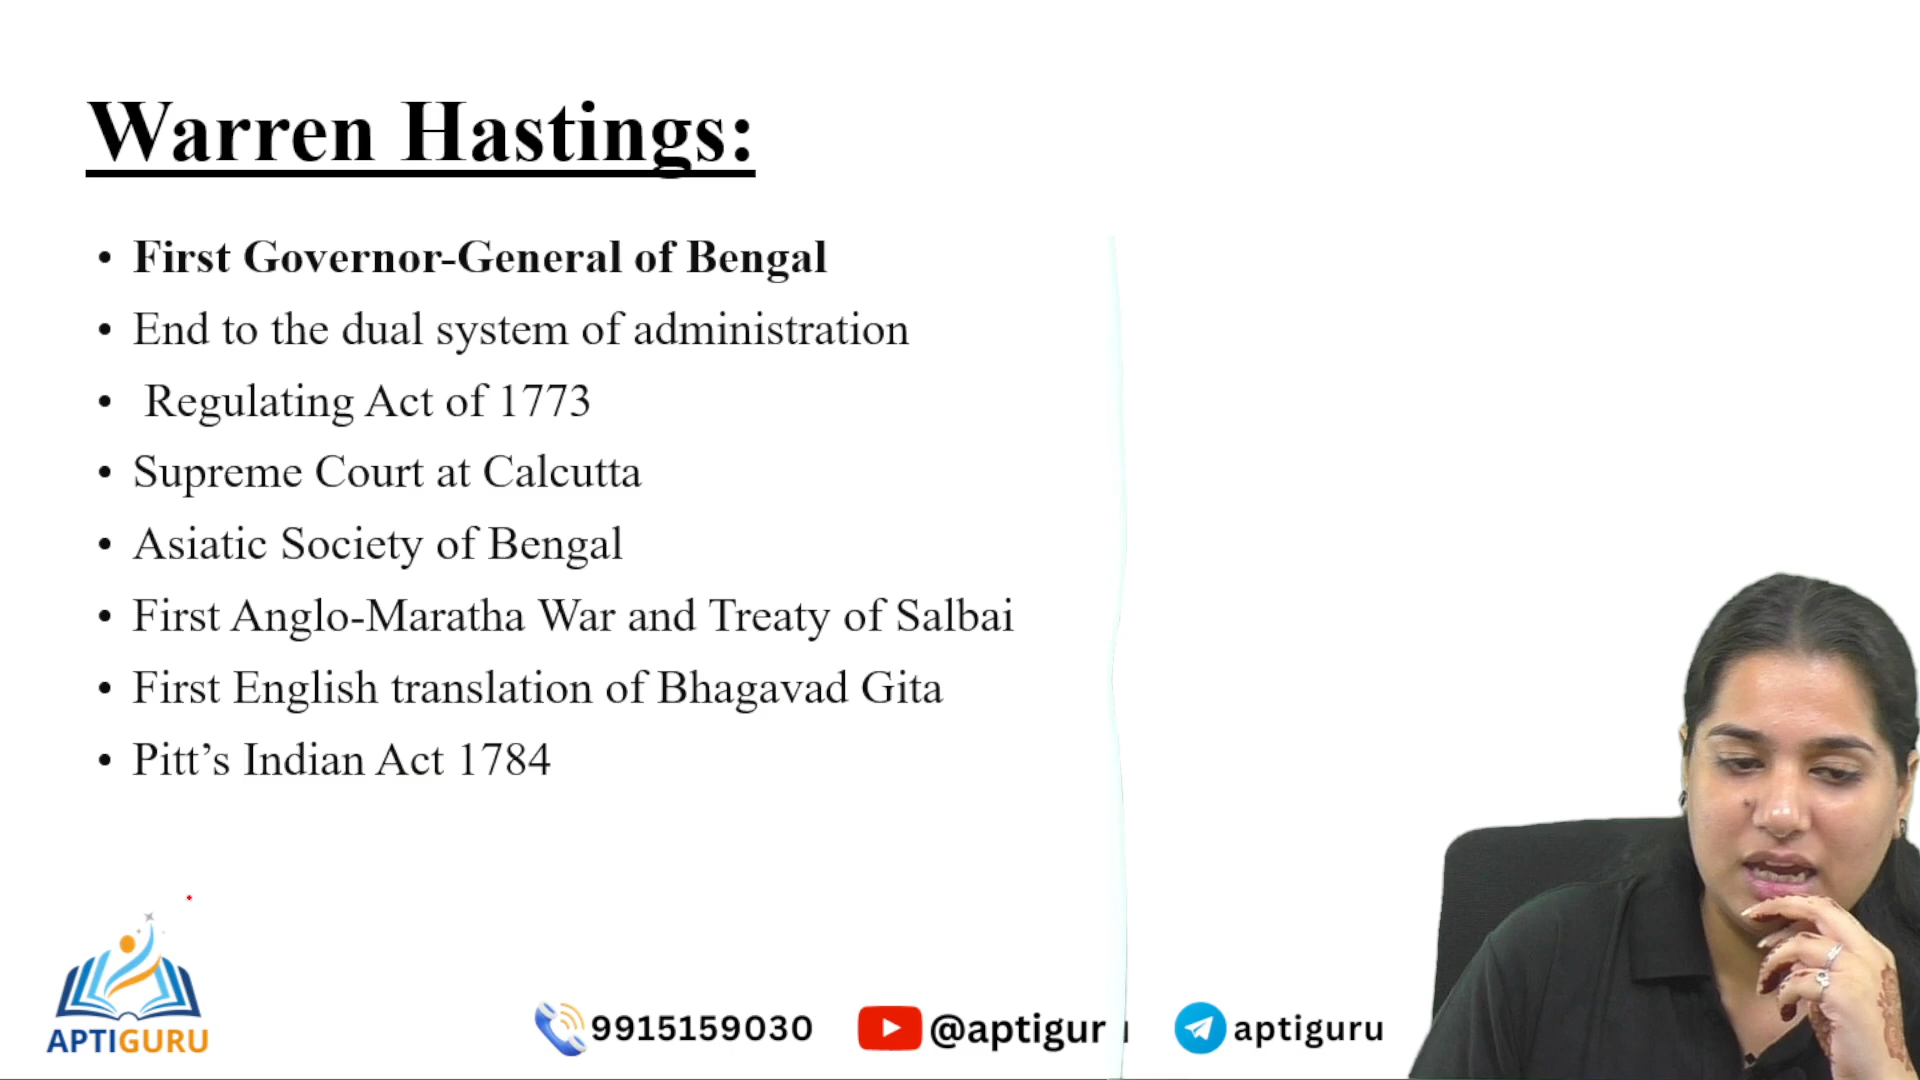 Warren Hastings:
• First Governor-General of Bengal
• End to the dual system of administration
• Regulating Act of 1773
• Supreme Court at Calcutta
• Asiatic Society of Bengal
• First Anglo-Maratha War and Treaty of Salbai
• First English translation of Bhagavad Gita
• Pitt’s Indian Act 1784
APTIGURU
9915159030 @aptigur aptiguru